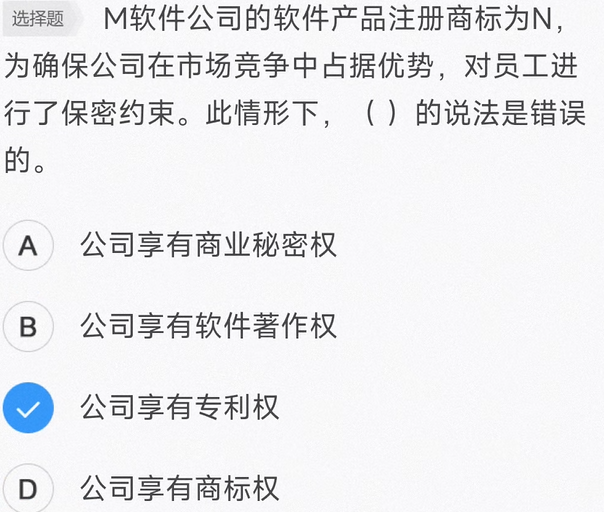 选择题 M软件公司的软件产品注册商标为N，
为确保公司在市场竞争中占据优势，对员工进
行了保密约束。此情形下，（ ）的说法是错误
的。
A 公司享有商业秘密权
B 公司享有软件著作权
公司享有专利权
D 公司享有商标权